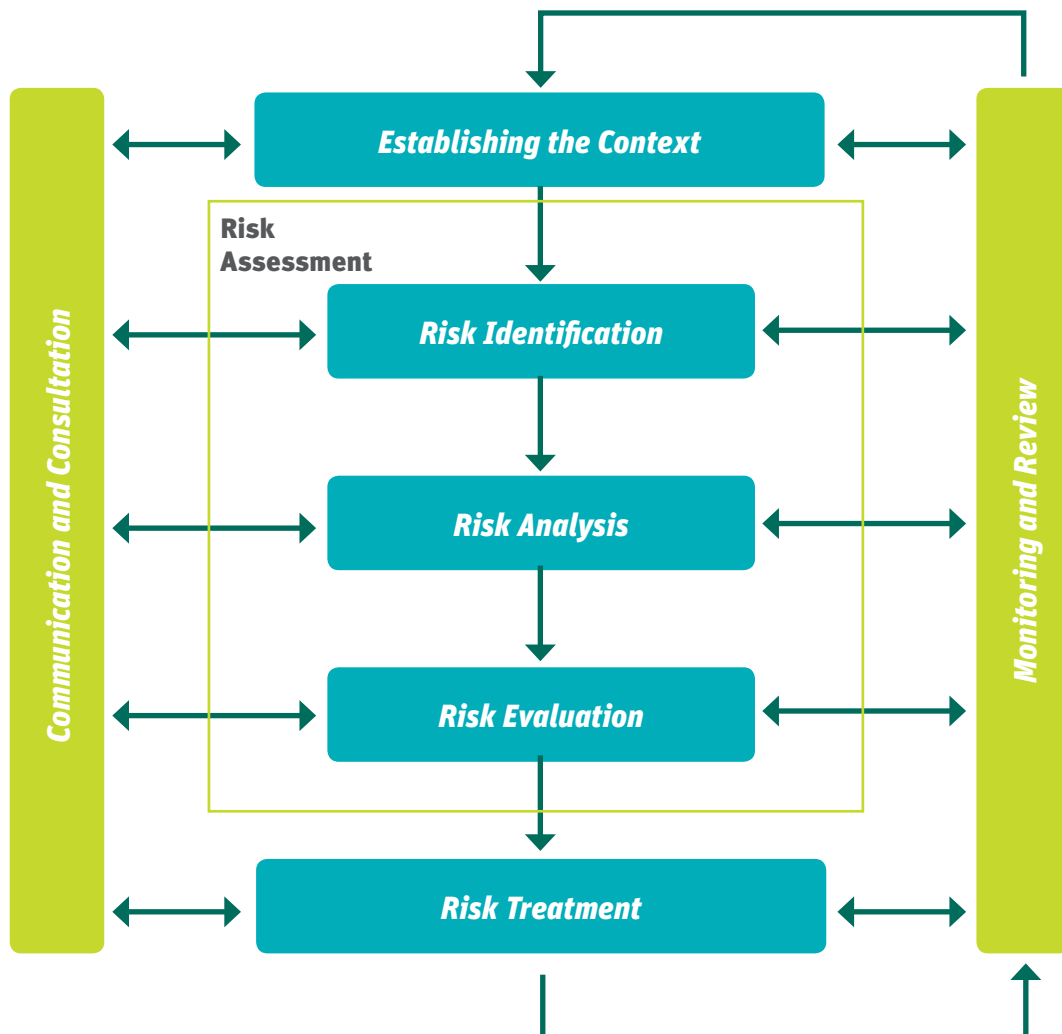 Establishing the Context
Risk
Assessment
Risk Identification
Risk Analysis
Risk Evaluation
Risk Treatment
Communication and Consultation
Monitoring and Review